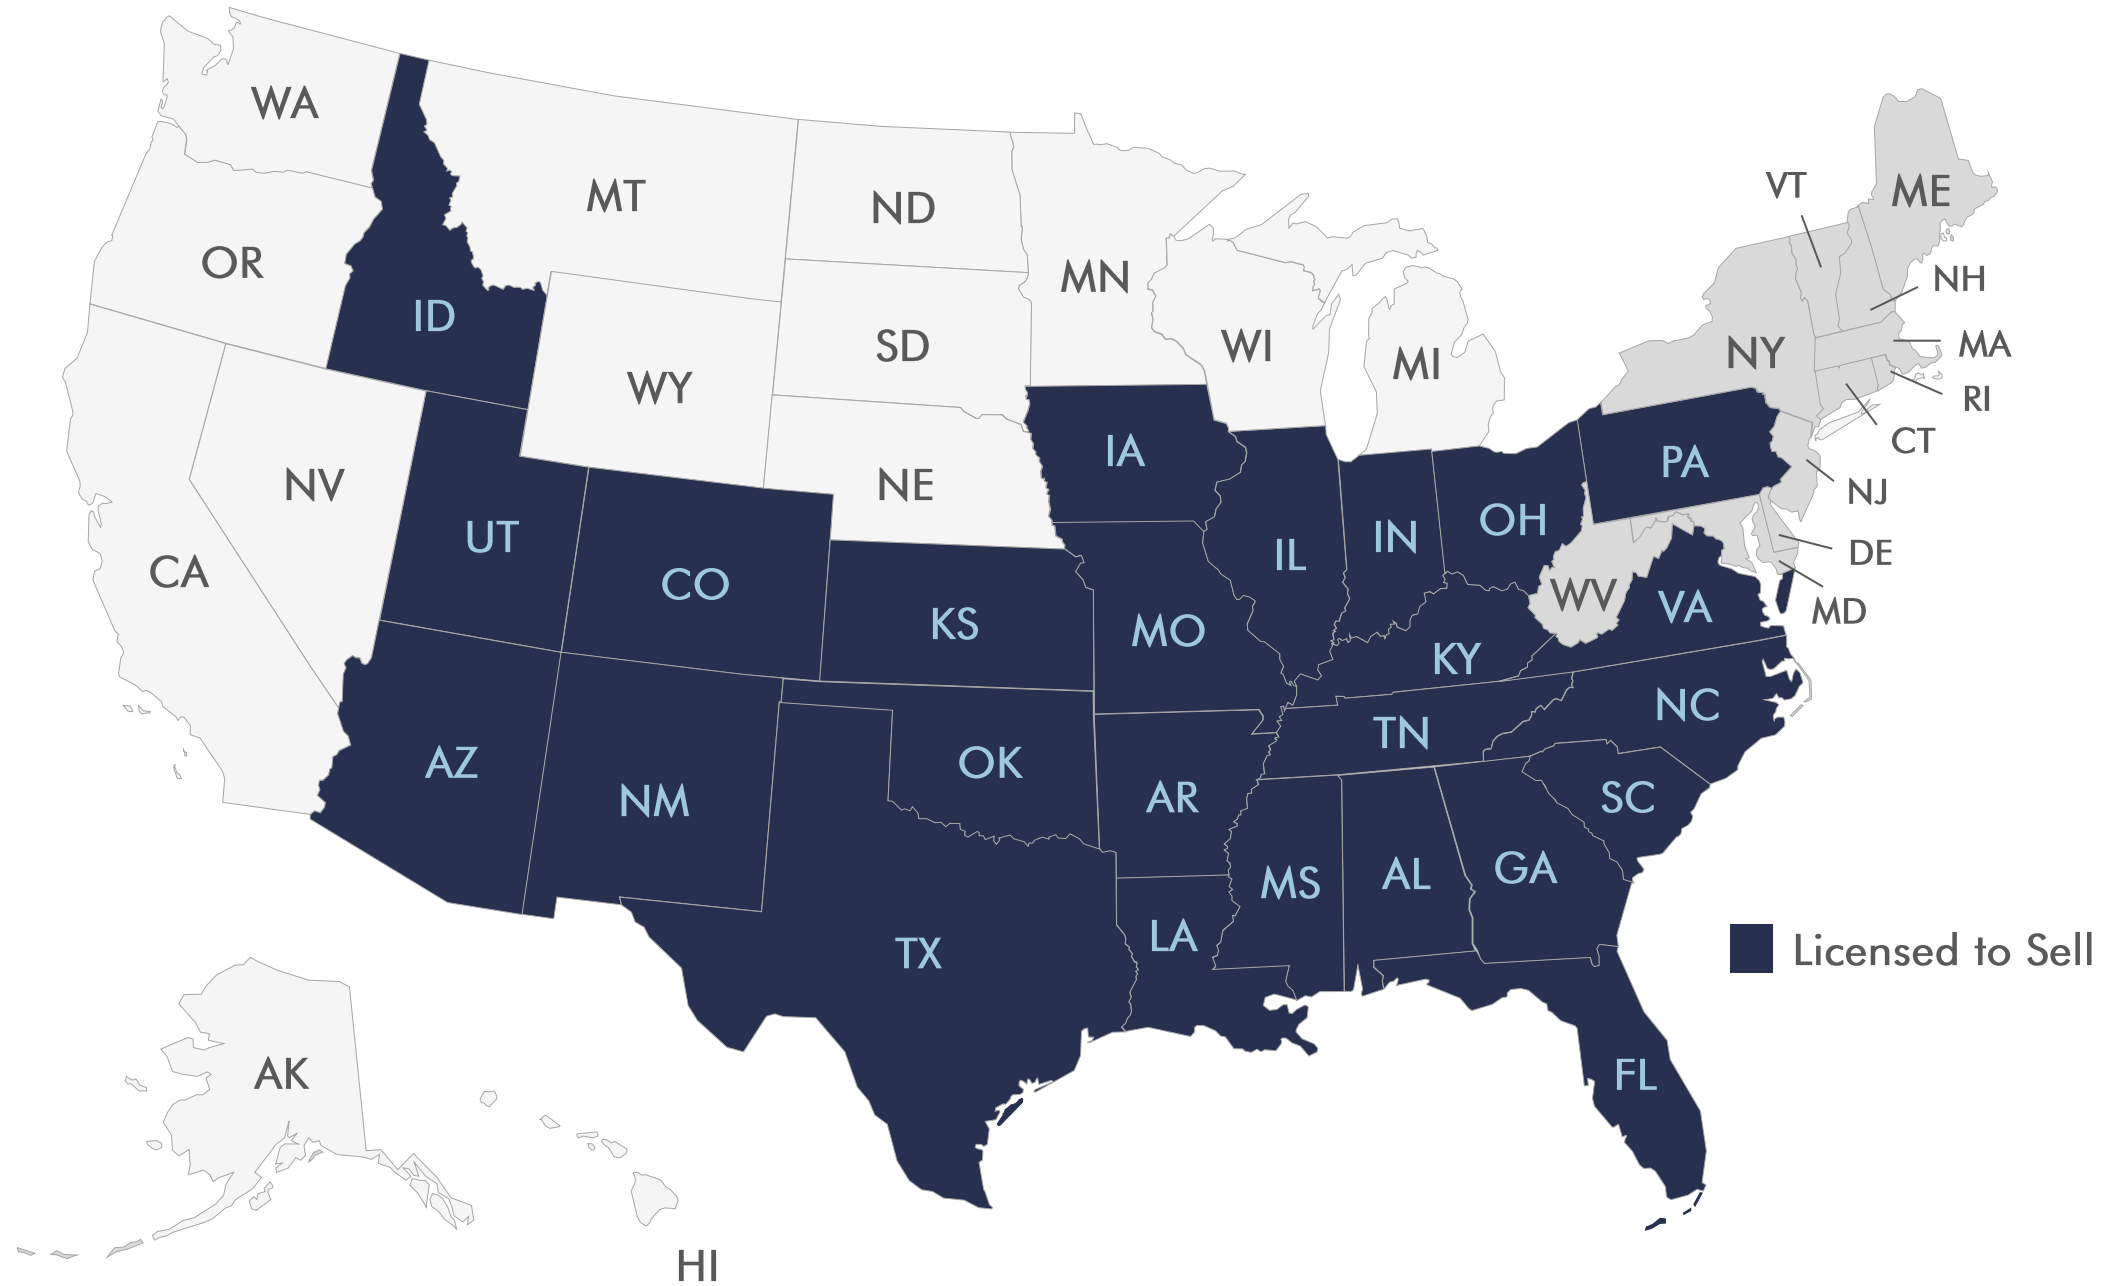 WA
MT
ND
VT
ME
OR
MN
NH
ID
SD
WI
MI
NY
MA
WY
RI
IA
CT
PA
NV
NE
NJ
UT
IN
OH
DE
CA
CO
IL
WV
KS
MO
VA
MD
KY
NC
AZ
OK
TN
NM
AR
SC
MS
AL
GA
LA
TX
Licensed to Sell
AK
FL
HI